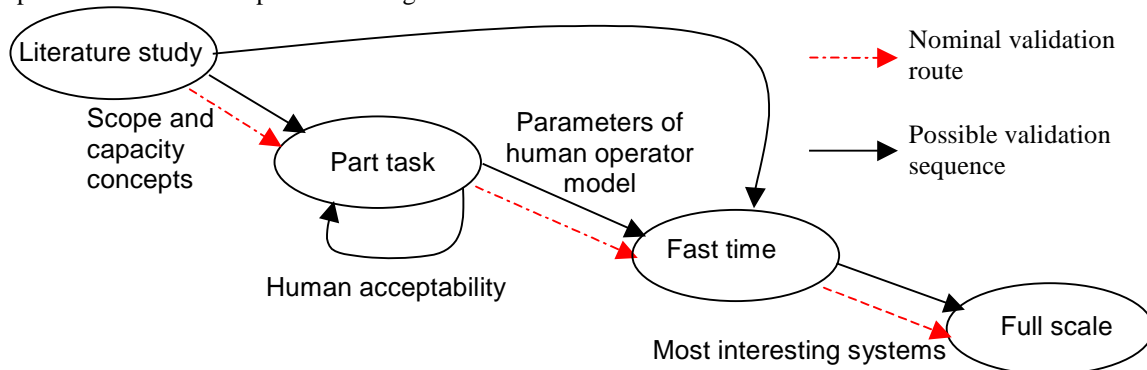 Literature study
Nominal validation
route
Scope and
capacity
concepts
Parameters of
human operator
model
Possible validation
sequence
Part task
Fast time
Human acceptability
Full scale
Most interesting systems